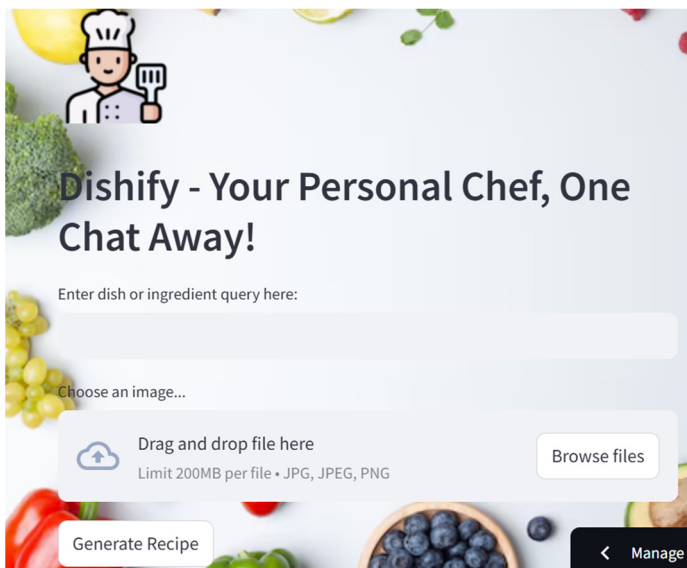 Dishify - Your Personal Chef, One
Chat Away!
Enter dish or ingredient query here:
Choose an image...
Drag and drop file here
Limit 200MB per file • JPG, JPEG, PNG
Browse files
Generate Recipe
Manage